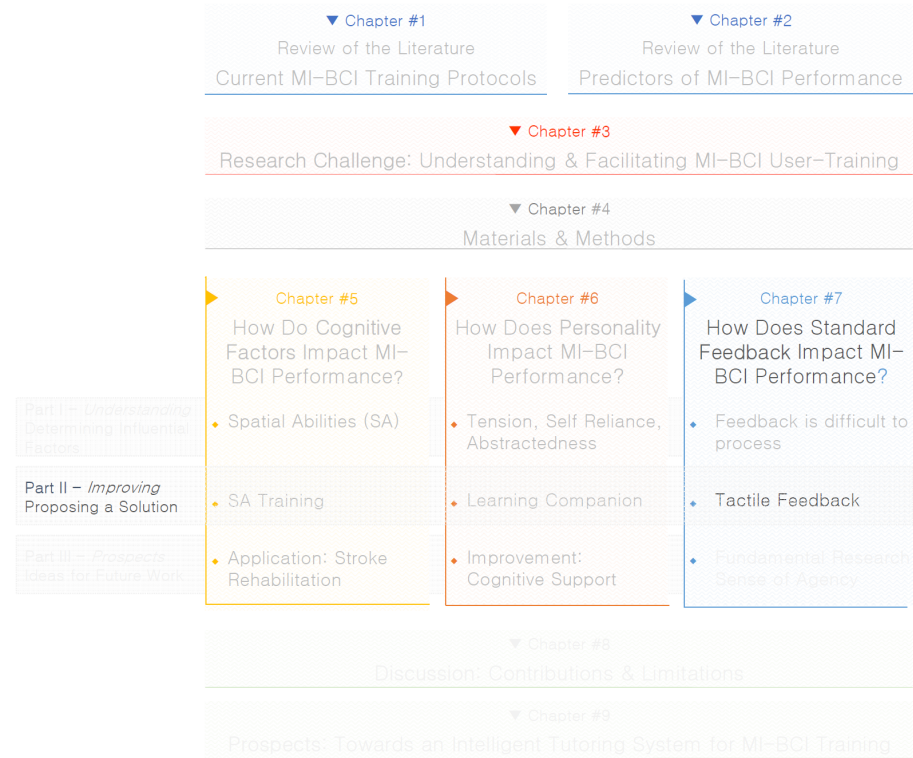 ▼ Chapter #1
Review of the Literature
Current MI-BCI Training Protocols
▼ Chapter #2
Review of the Literature
Predictors of MI-BCI Performance
▼ Chapter #3
Research Challenge: Understanding & Facilitating MI-BCI User-Training
▼ Chapter #4
Materials & Methods
Chapter #5
How Do Cognitive
Factors Impact MI-
BCI Performance?
Chapter #6
How Does Personality
Impact MI-BCI
Performance?
Chapter #7
How Does Standard
Feedback Impact MI-
BCI Performance?
Part I - Understanding
Determining Influential
Factors
Spatial Abilities (SA)
Tension, Self Reliance,
Abstractedness
Feedback is difficult to
process
Part II - Improving
Proposing a Solution
SA Training
Learning Companion
Tactile Feedback
Part III - Prospects
Ideas for Future Work
Application: Stroke
Rehabilitation
Improvement:
Cognitive Support
Fundamental Research
Sense of Agency
▼ Chapter #8
Discussion: Contributions & Limitations
▼ Chapter #9
Prospects: Towards an Intelligent Tutoring System for MI-BCI Training